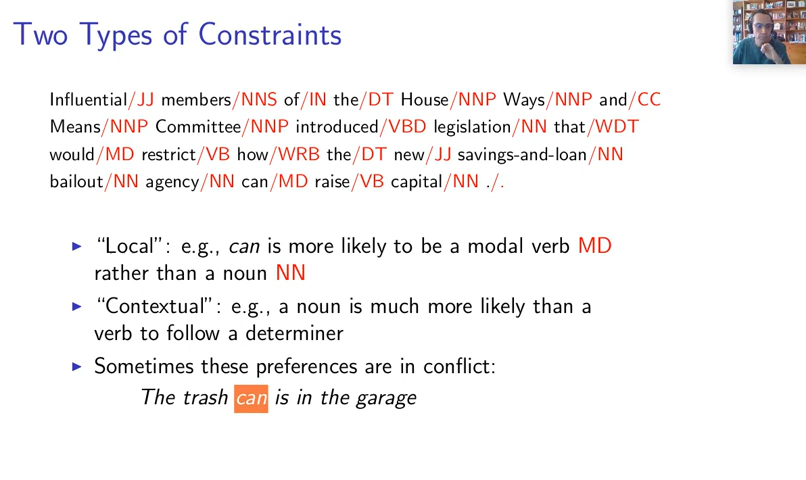 Two Types of Constraints
Influential/JJ members/NNS of/IN the/DT House/NNP Ways/NNP and/CC
Means/NNP Committee/NNP introduced/VBD legislation/NN that/WDT
would/MD restrict/VB how/WRB the/DT new/JJ savings-and-loan/NN
bailout/NN agency/NN can/MD raise/VB capital/NN ./.
▶ “Local”: e.g., can is more likely to be a modal verb MD
rather than a noun NN
▶ “Contextual”: e.g., a noun is much more likely than a
verb to follow a determiner
▶ Sometimes these preferences are in conflict:
The trash can is in the garage